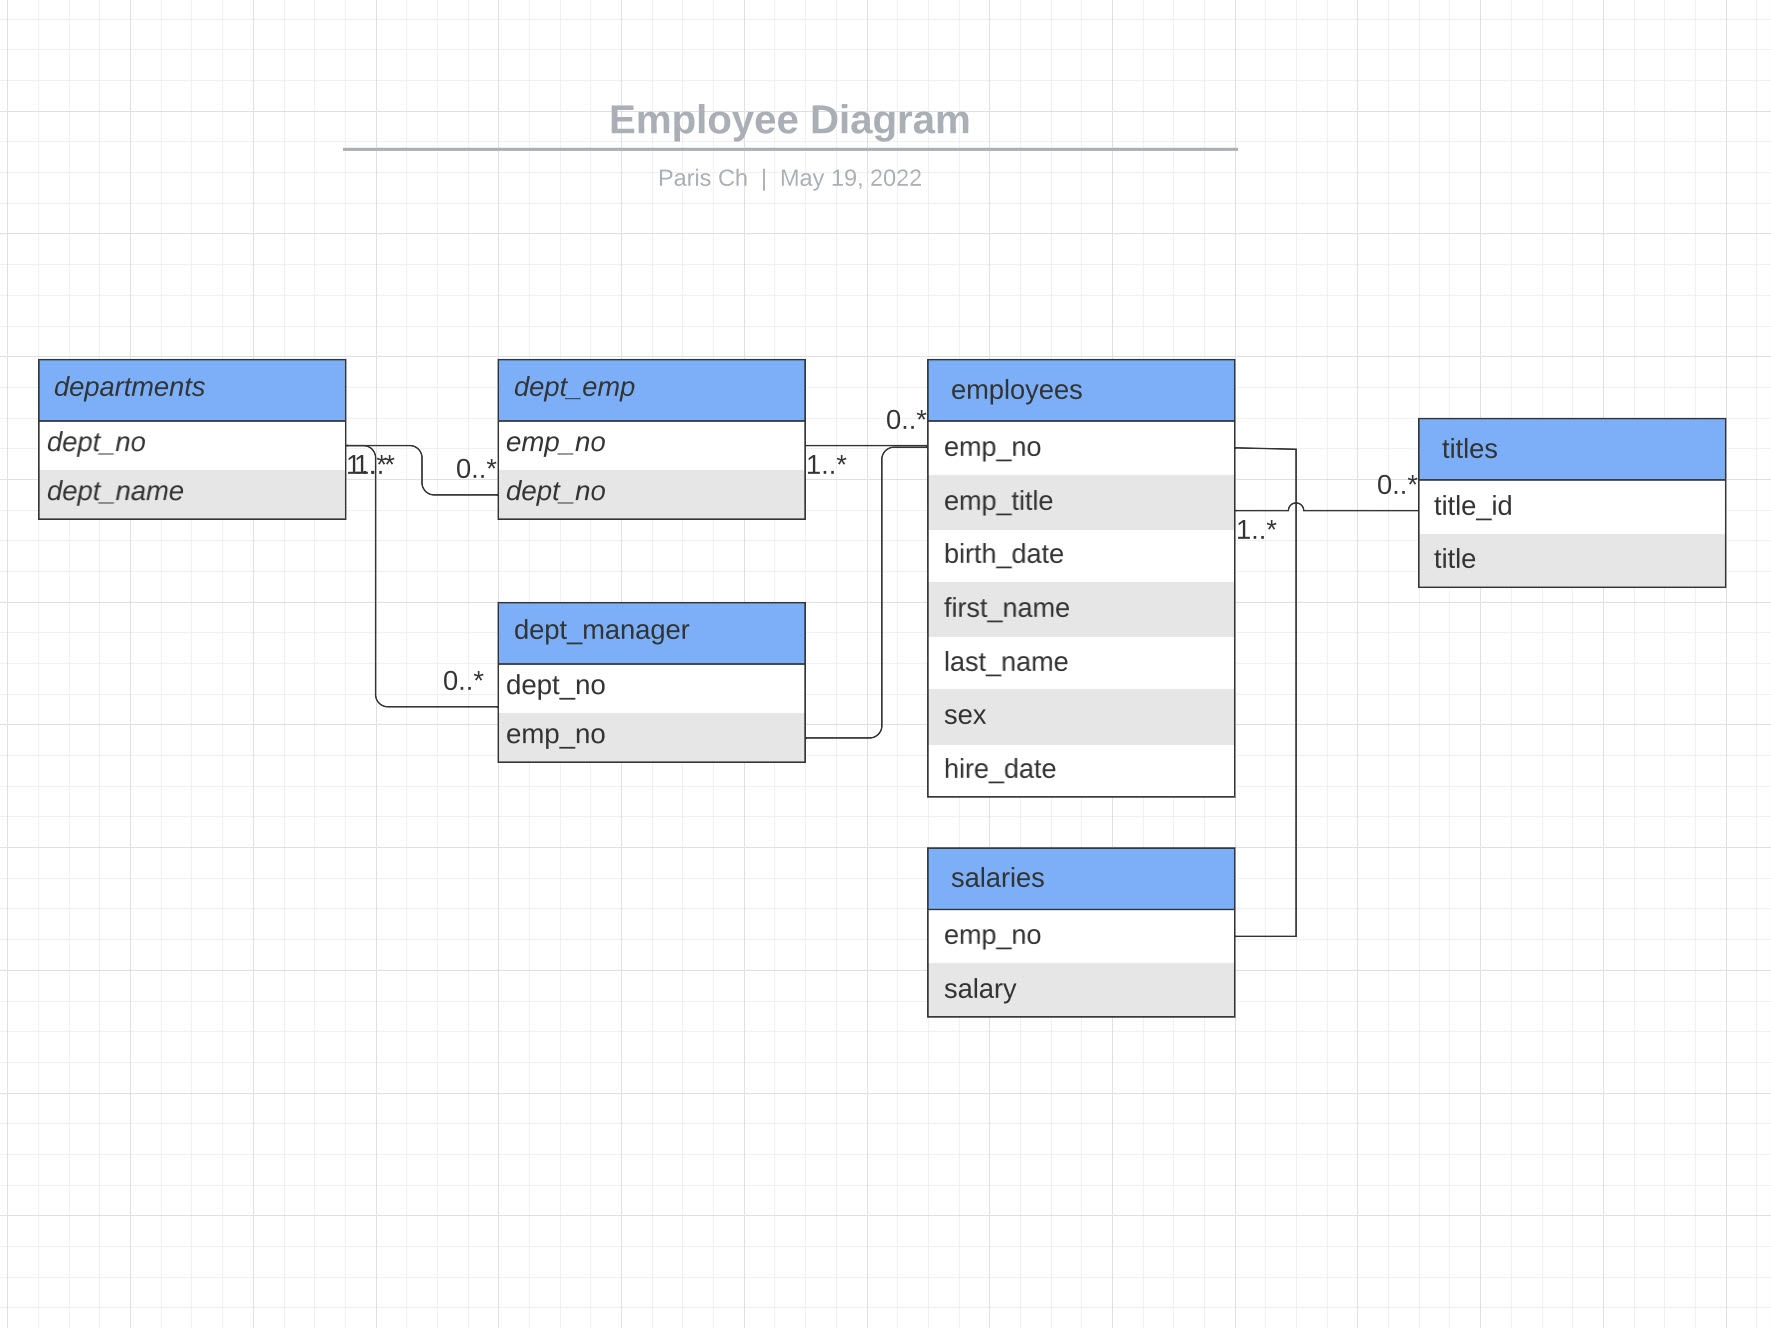 Employee Diagram
Paris Ch | May 19, 2022
departments
dept_no
dept_name
1..*
1..*
0..*
dept_emp
emp_no
dept_no
1..*
0..*
0..*
dept_manager
dept_no
emp_no
employees
emp_no
emp_title
birth_date
first_name
last_name
sex
hire_date
1..*
0..*
titles
title_id
title
salaries
emp_no
salary